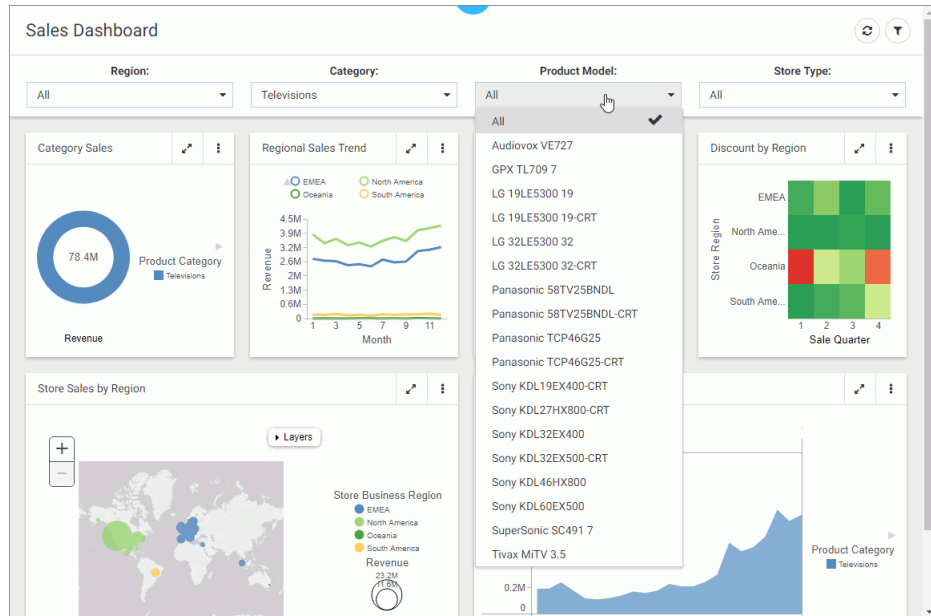 Sales Dashboard
Region: Category: Product Model: Store Type:
All Televisions All All
All
Audiovox VE727
GPX TL709 7
LG 19LE5300 19
LG 19LE5300 19-CRT
LG 32LE5300 32
LG 32LE5300 32-CRT
Panasonic 58TV25BNDL
Panasonic 58TV25BNDL-CRT
Panasonic TCP46G25
Panasonic TCP46G25-CRT
Sony KDL19EX400-CRT
Sony KDL27HX800-CRT
Sony KDL32EX400
Sony KDL32EX500-CRT
Sony KDL46HX800
Sony KDL60EX500
SuperSonic SC491 7
Tivax MiTV 3.5
Category Sales
78.4M
Product Category
Televisions
Revenue
Regional Sales Trend
EMEA North America
Oceania South America
4.5M
3.9M
3.2M
2.6M
2M
1.3M
0.6M
0
Revenue
1 3 5 7 9 11
Month
Discount by Region
Store Region
EMEA
North Ame...
Oceania
South Ame...
1 2 3 4
Sale Quarter
Store Sales by Region
+
−
Layers
Store Business Region
EMEA
North America
Oceania
South America
Revenue
23.2M
11.6M
0.2M
0
Product Category
Televisions